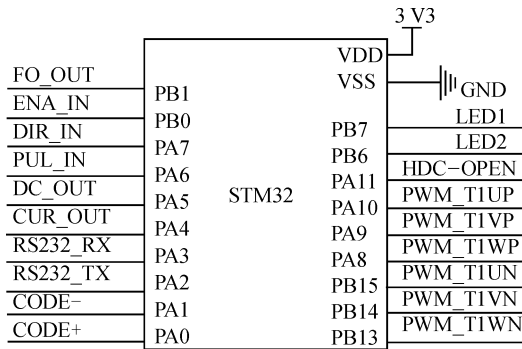 3 V3
VDD
FO_OUT
VSS
GND
PB1
ENA_IN
LED1
PB0
DIR_IN
PB7
LED2
PA7
PUL_IN
PB6
HDC-OPEN
PA6
DC_OUT
PA11
PWM_T1UP
PA5
STM32
CUR_OUT
PA10
PWM_T1VP
PA4
RS232_RX
PA9
PWM_T1WP
PA3
RS232_TX
PA8
PWM_T1UN
PA2
CODE-
PB15
PWM_T1VN
PA1
CODE+
PB14
PWM_T1WN
PA0
PB13